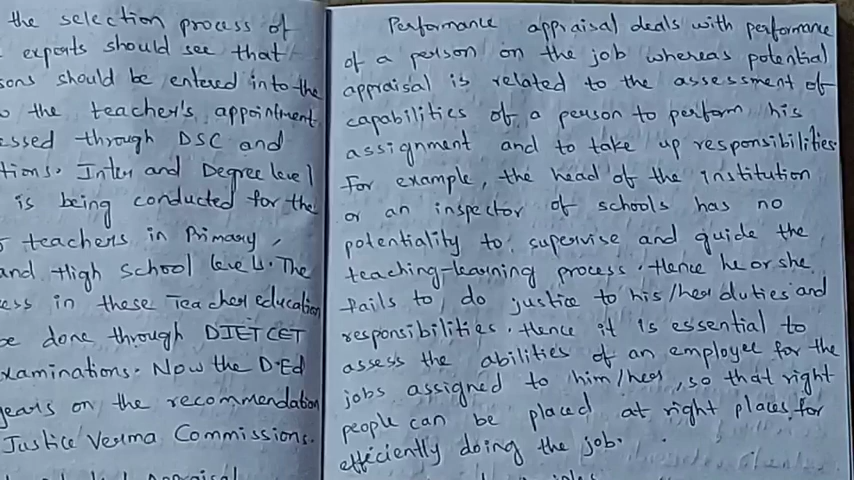 the selection process of
experts should see that
sons should be entered into the
the teacher's appointment
essed through DSC and
tions. Inter and Degree level
is being conducted for the
teachers in Primary,
and High School levels. The
ess in these Teacher education
be done through DIETCET
xaminations. Now the D.Ed
years on the recommendation
Justice Verma Commissions.
Appraisal
Performance appraisal deals with performance
of a person on the job whereas potential
appraisal is related to the assessment of
capabilities of a person to perform his
assignment and to take up responsibilities.
For example, the head of the institution
or an inspector of schools has no
potentiality to supervise and guide the
teaching-learning process. Hence he or she
fails to do justice to his/her duties and
responsibilities. Hence it is essential to
assess the abilities of an employee for the
jobs assigned to him/her, so that right
people can be placed at right places for
efficiently doing the job.